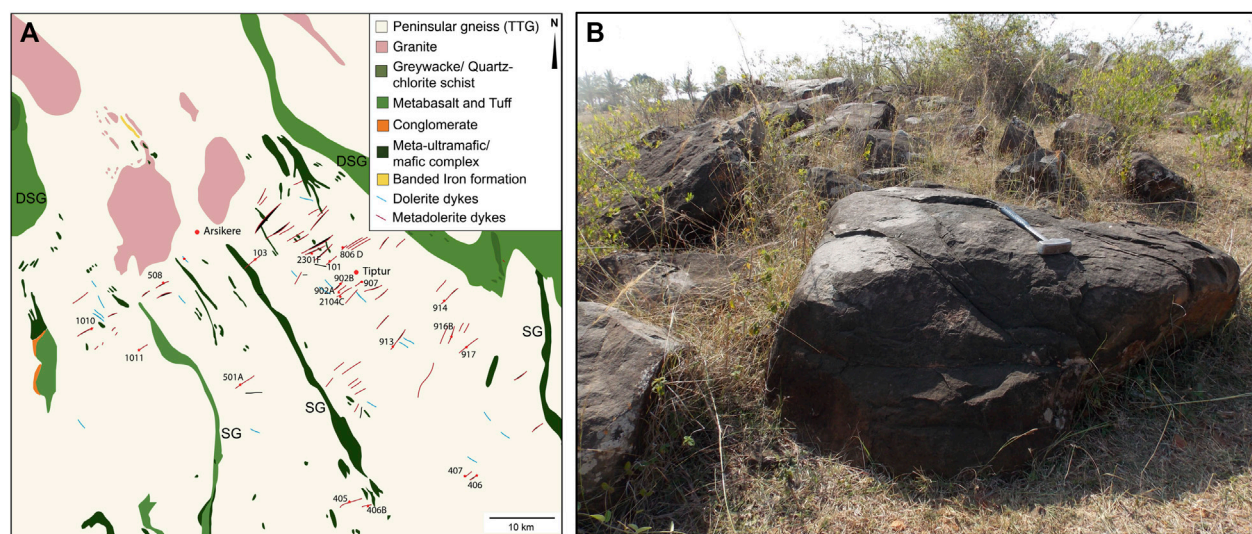 A
N
Peninsular gneiss (TTG)
Granite
Greywacke/ Quartz-
chlorite schist
Metabasalt and Tuff
Conglomerate
Meta-ultramafic/
mafic complex
Banded Iron formation
Dolerite dykes
Metadolerite dykes
DSG
DSG
Arsikere
103
2301F
806 D
101
Tiptur
902B
907
902A
2104C
508
914
1010
916B
913
917
1011
SG
501A
SG
SG
407
406
405
406B
10 km
B